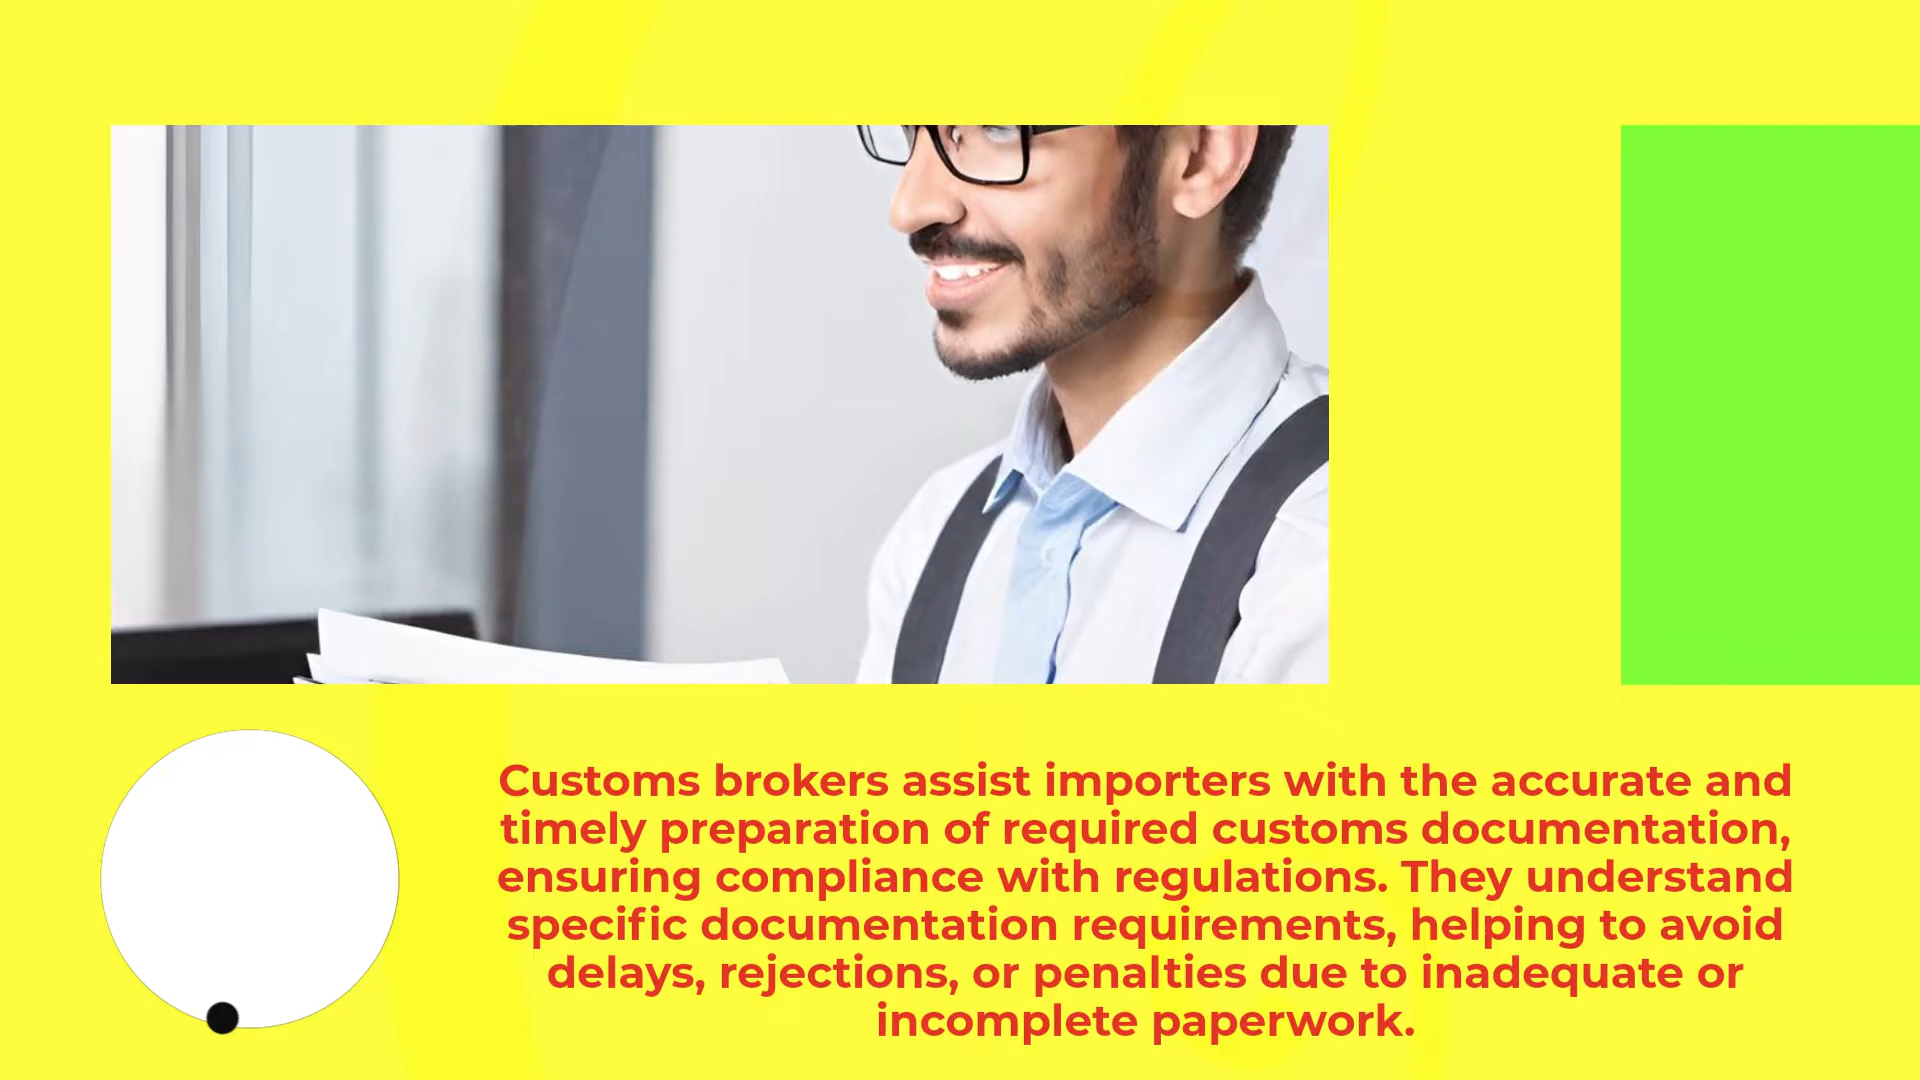 Customs brokers assist importers with the accurate and
timely preparation of required customs documentation,
ensuring compliance with regulations. They understand
specific documentation requirements, helping to avoid
delays, rejections, or penalties due to inadequate or
incomplete paperwork.